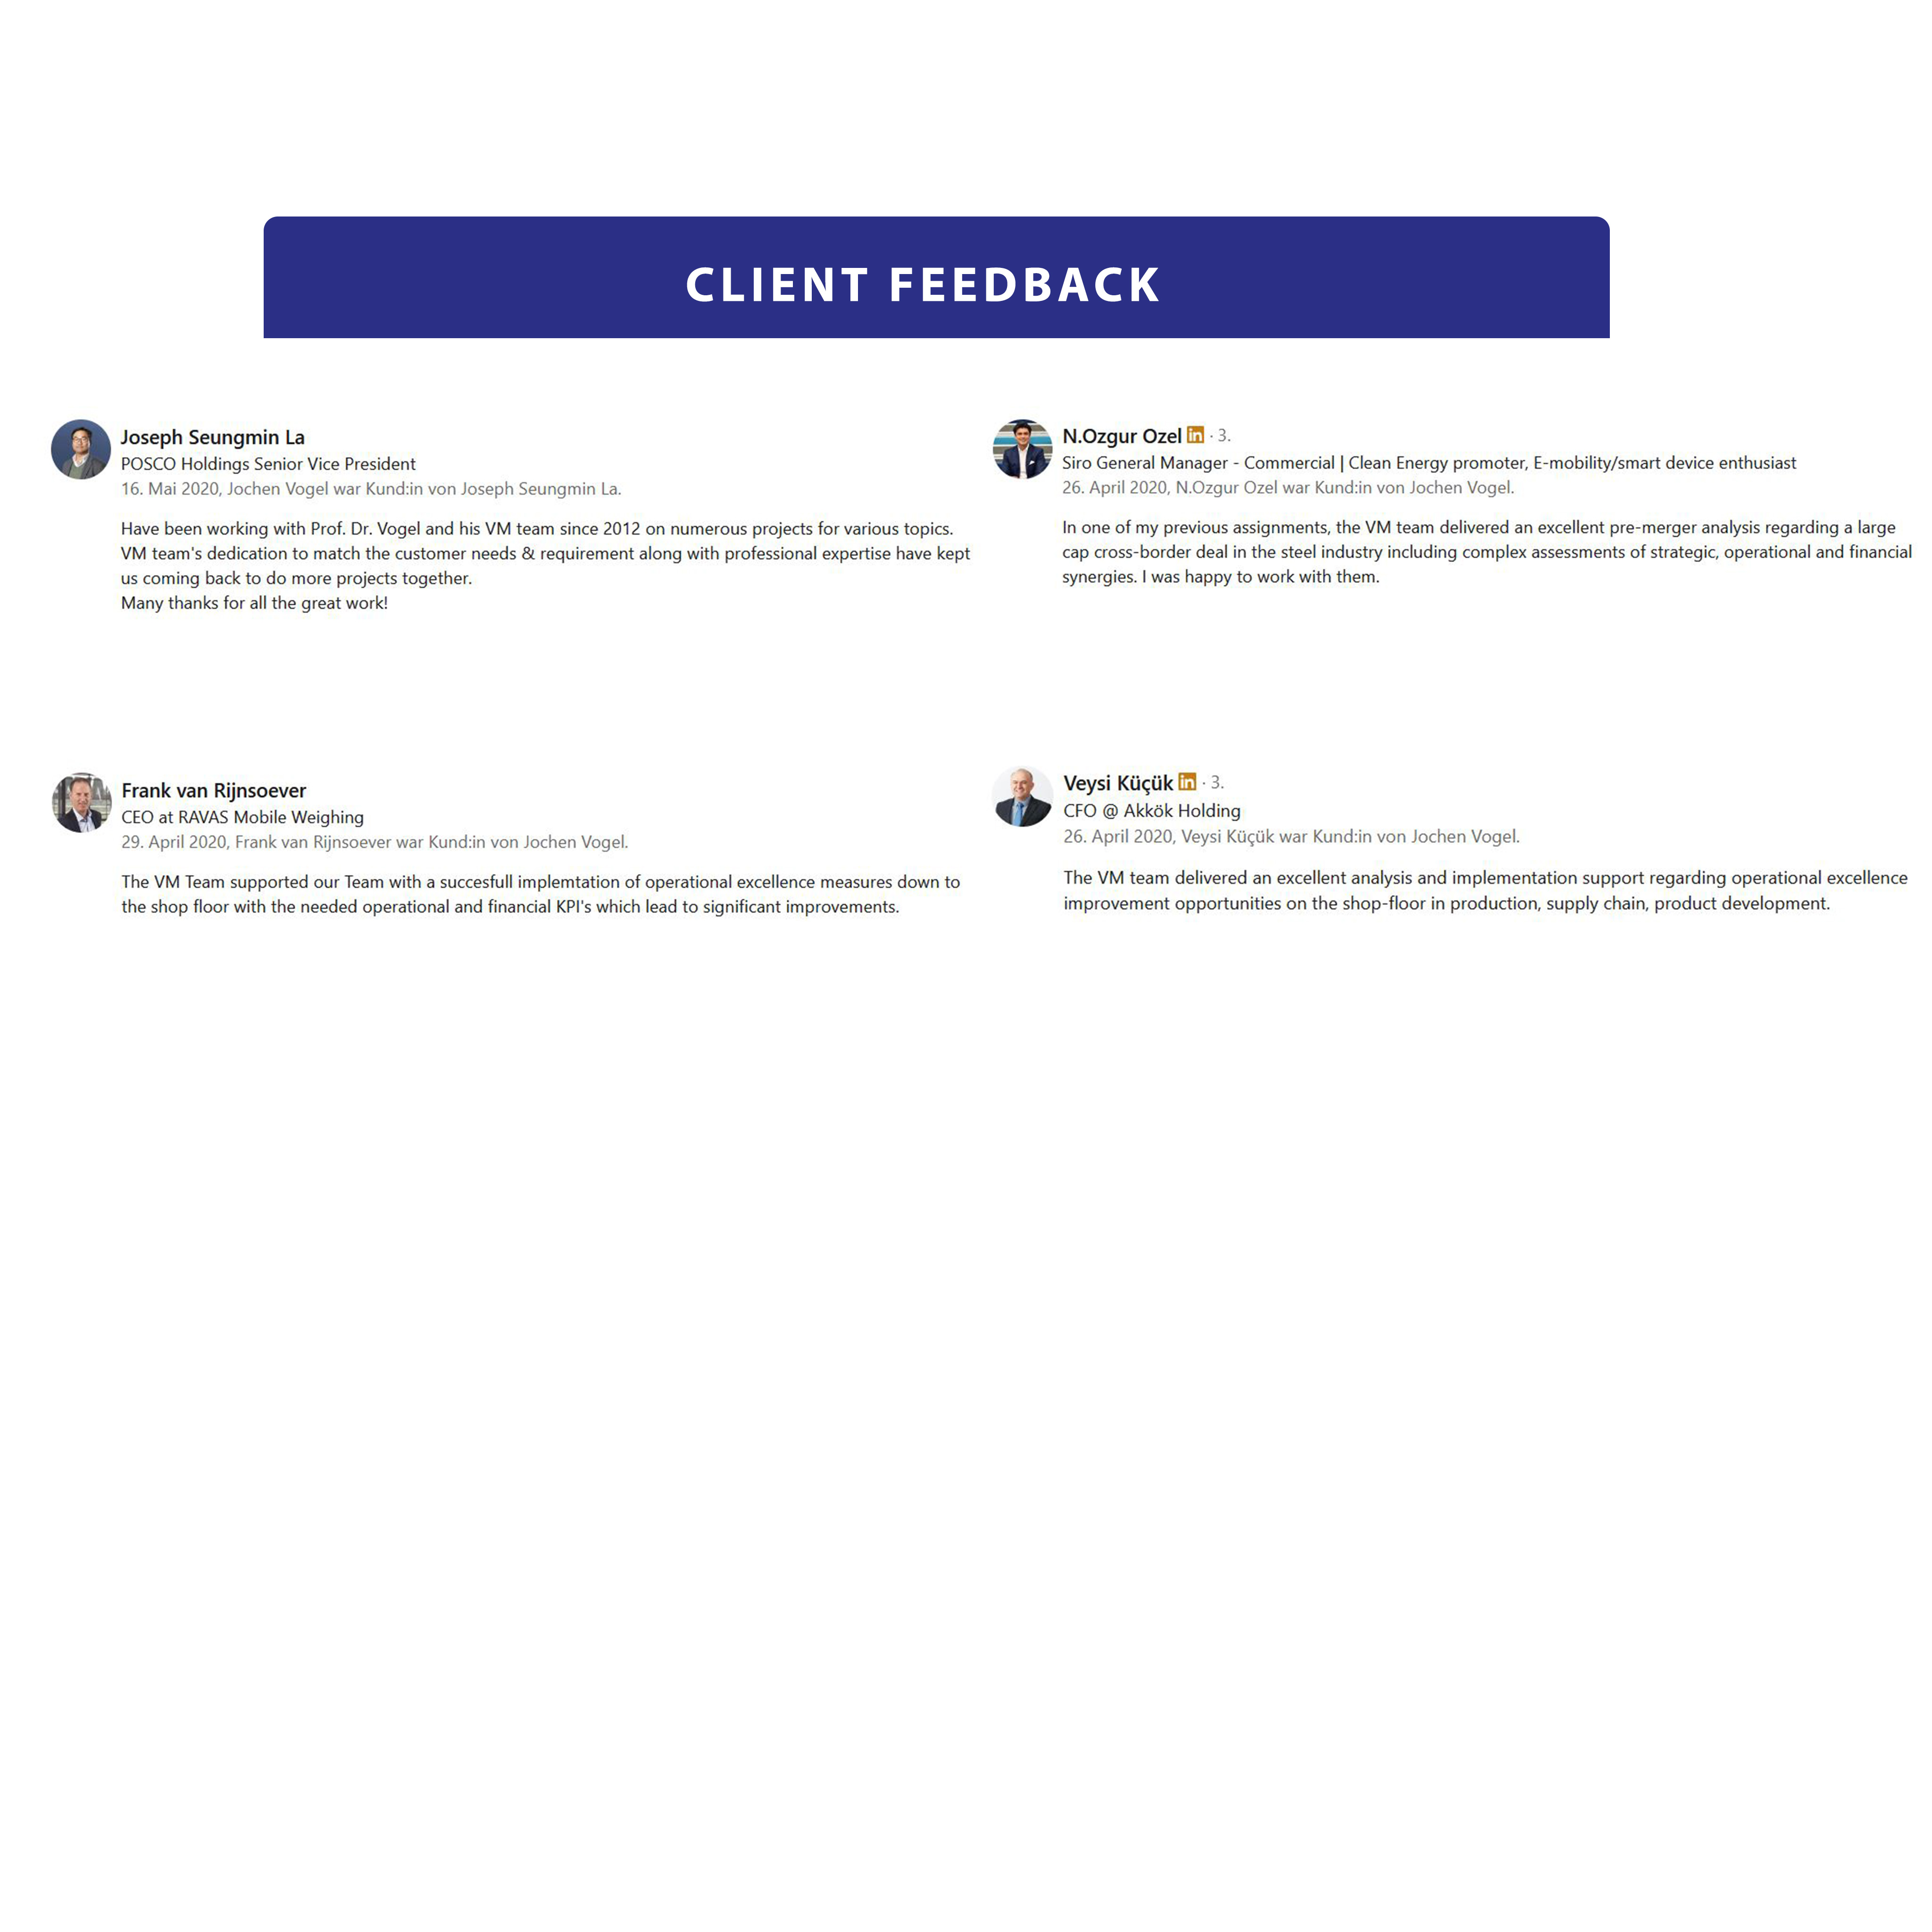 CLIENT FEEDBACK
Joseph Seungmin La
POSCO Holdings Senior Vice President
16. Mai 2020, Jochen Vogel war Kund:in von Joseph Seungmin La.
Have been working with Prof. Dr. Vogel and his VM team since 2012 on numerous projects for various topics.
VM team's dedication to match the customer needs & requirement along with professional expertise have kept
us coming back to do more projects together.
Many thanks for all the great work!
N.Ozgur Ozel in · 3.
Siro General Manager - Commercial | Clean Energy promoter, E-mobility/smart device enthusiast
26. April 2020, N.Ozgur Ozel war Kund:in von Jochen Vogel.
In one of my previous assignments, the VM team delivered an excellent pre-merger analysis regarding a large
cap cross-border deal in the steel industry including complex assessments of strategic, operational and financial
synergies. I was happy to work with them.
Frank van Rijnsoever
CEO at RAVAS Mobile Weighing
29. April 2020, Frank van Rijnsoever war Kund:in von Jochen Vogel.
The VM Team supported our Team with a succesfull implemtation of operational excellence measures down to
the shop floor with the needed operational and financial KPI's which lead to significant improvements.
Veysi Küçük in · 3.
CFO @ Akkök Holding
26. April 2020, Veysi Küçük war Kund:in von Jochen Vogel.
The VM team delivered an excellent analysis and implementation support regarding operational excellence
improvement opportunities on the shop-floor in production, supply chain, product development.